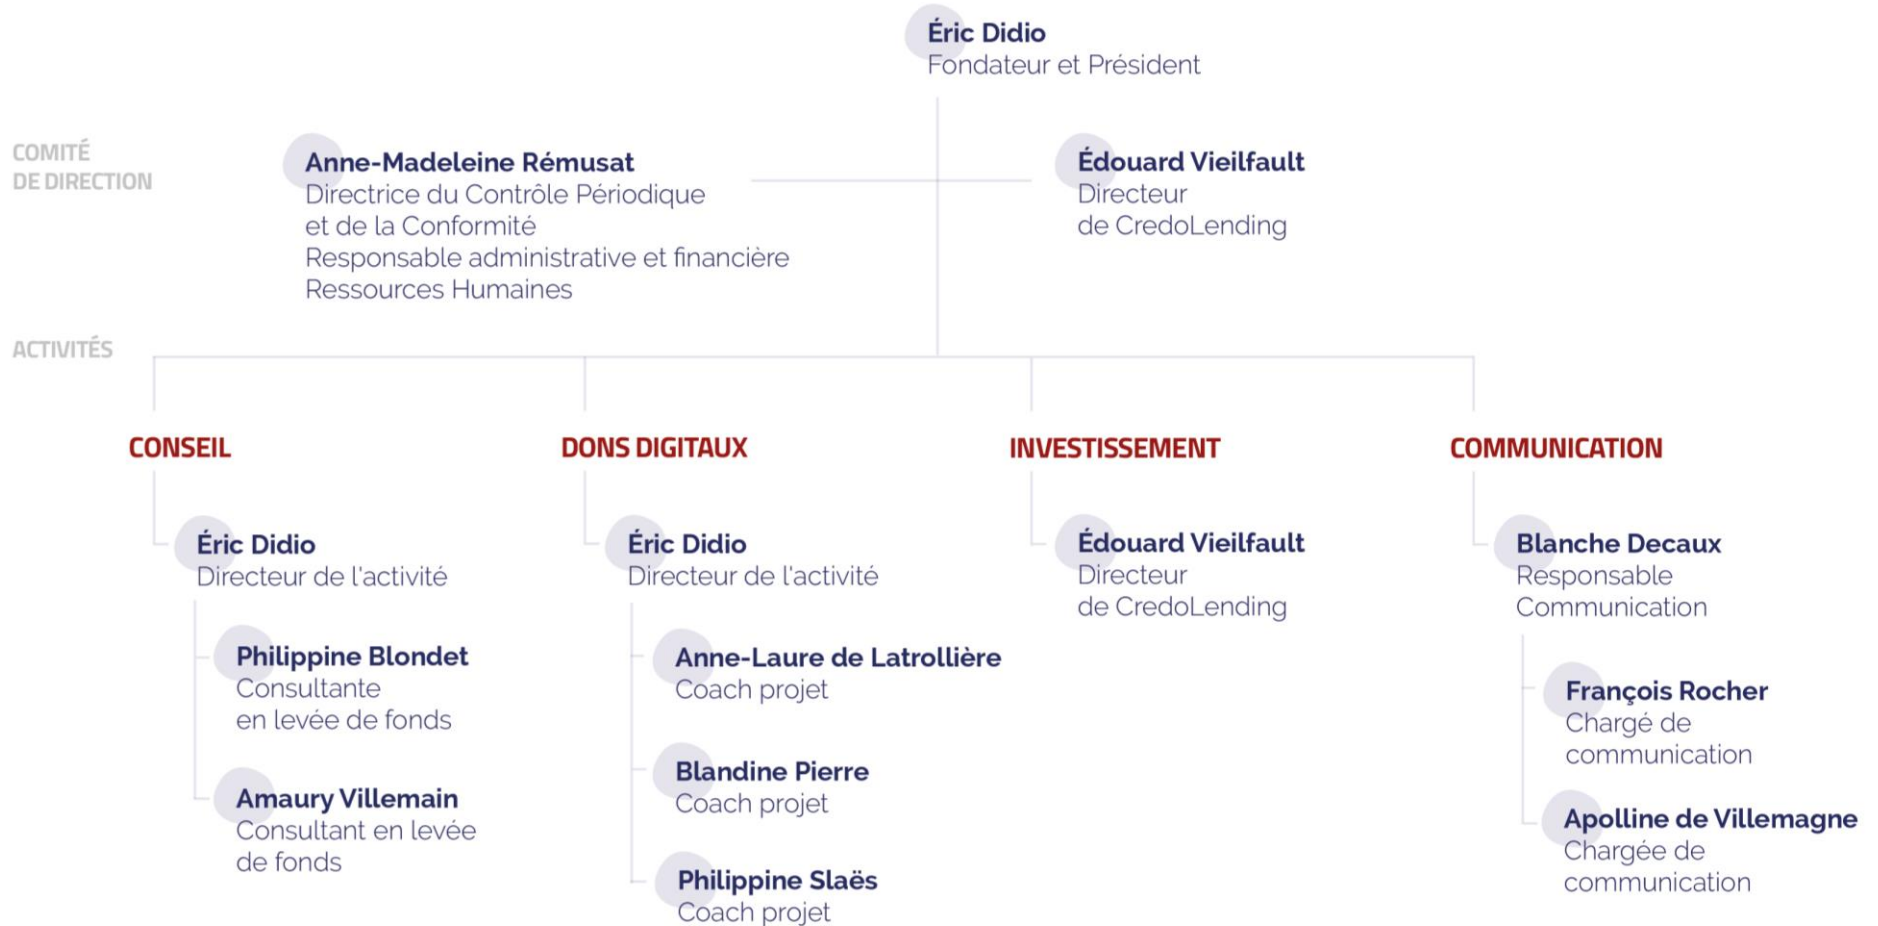 Éric Didio
Fondateur et Président
COMITÉ
DE DIRECTION
Anne-Madeleine Rémusat
Directrice du Contrôle Périodique
et de la Conformité
Responsable administrative et financière
Ressources Humaines
Édouard Vieilfault
Directeur
de CredoLending
ACTIVITÉS
CONSEIL
Éric Didio
Directeur de l'activité
Philippine Blondet
Consultante
en levée de fonds
Amaury Villemain
Consultant en levée
de fonds
DONS DIGITAUX
Éric Didio
Directeur de l'activité
Anne-Laure de Latrollière
Coach projet
Blandine Pierre
Coach projet
Philippine Slaës
Coach projet
INVESTISSEMENT
Édouard Vieilfault
Directeur
de CredoLending
COMMUNICATION
Blanche Decaux
Responsable
Communication
François Rocher
Chargé de
communication
Apolline de Villemagne
Chargée de
communication